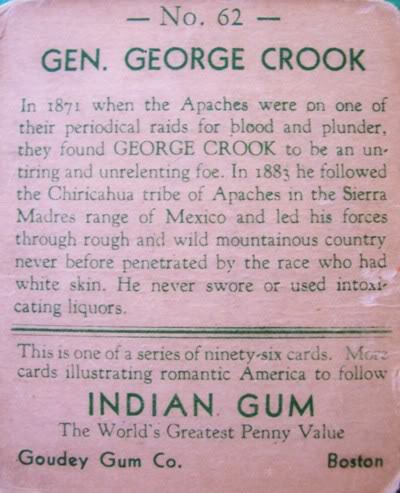 — No. 62 —
GEN. GEORGE CROOK
In 1871 when the Apaches were on one of
their periodical raids for blood and plunder,
they found GEORGE CROOK to be an un-
tiring and unrelenting foe. In 1883 he followed
the Chiricahua tribe of Apaches in the Sierra
Madres range of Mexico and led his forces
through rough and wild mountainous country
never before penetrated by the race who had
white skin. He never swore or used intoxi-
cating liquors.
This is one of a series of ninety-six cards. More
cards illustrating romantic America to follow
INDIAN GUM
The World's Greatest Penny Value
Goudey Gum Co. Boston